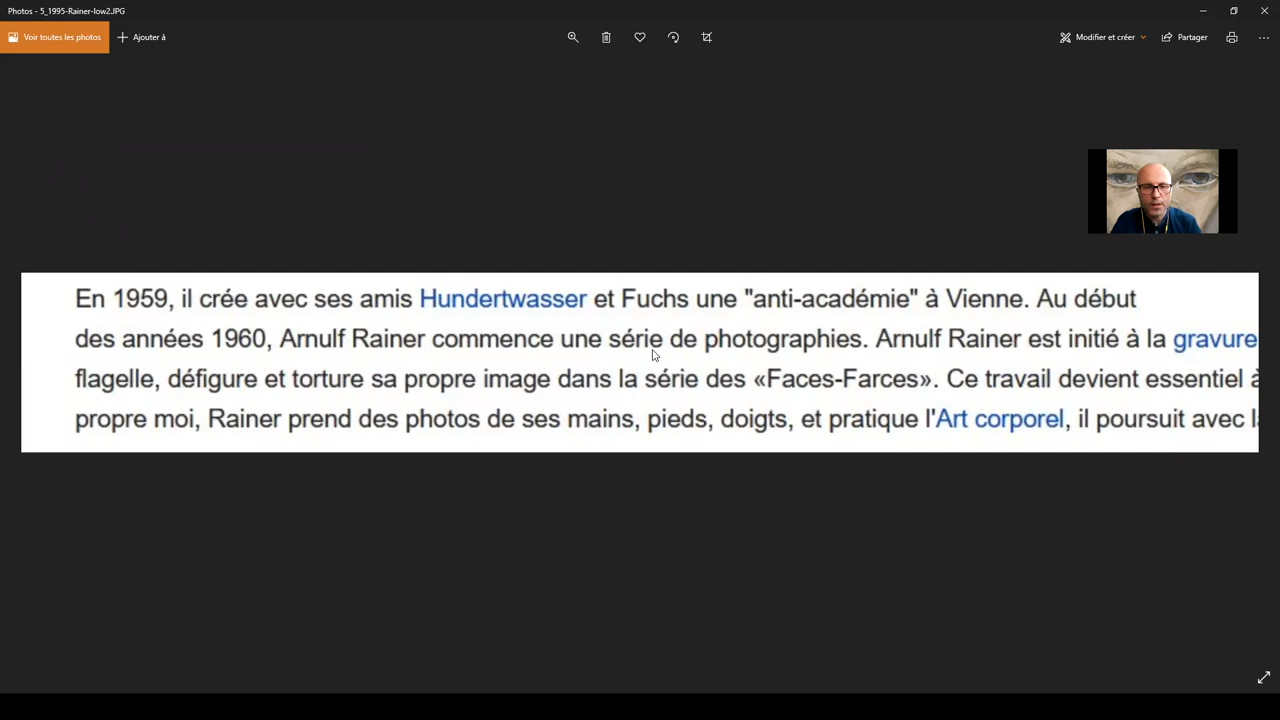 Photos - 5_1995-Rainer-low2.JPG
Voir toutes les photos
Ajouter à
Modifier et créer
Partager
En 1959, il crée avec ses amis Hundertwasser et Fuchs une "anti-académie" à Vienne. Au début
des années 1960, Arnulf Rainer commence une série de photographies. Arnulf Rainer est initié à la gravure
flagelle, défigure et torture sa propre image dans la série des «Faces-Farces». Ce travail devient essentiel à
propre moi, Rainer prend des photos de ses mains, pieds, doigts, et pratique l'Art corporel, il poursuit avec